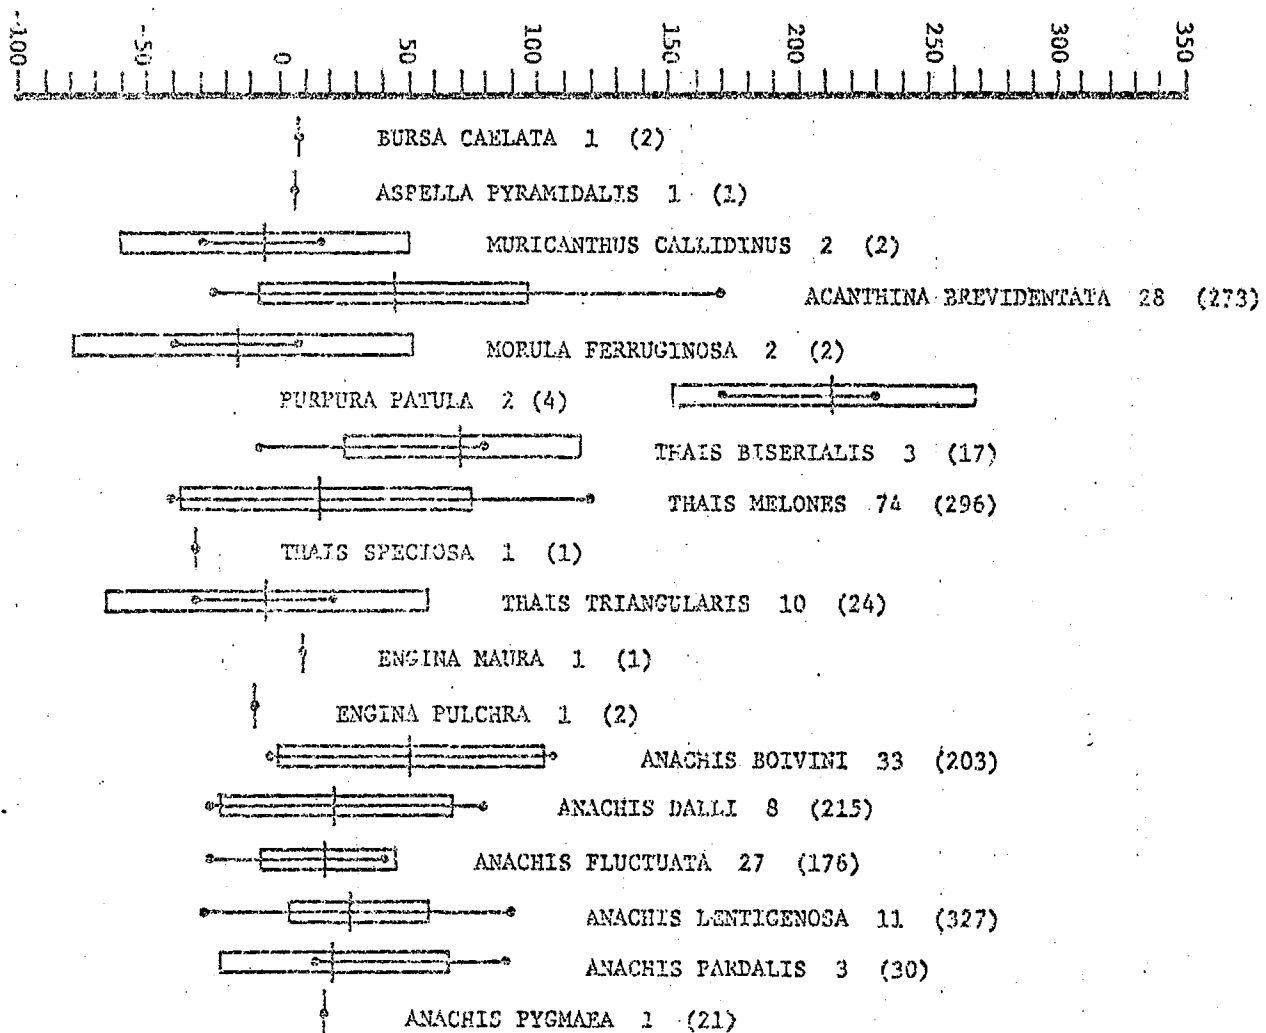 -100 -50 0 50 100 150 200 250 300 350
BURSA CAELATA 1 (2)
ASPELLA PYRAMIDALIS 1 (1)
MURICANTHUS CALLIDINUS 2 (2)
ACANTHINA BREVIDENTATA 28 (273)
MORULA FERRUGINOSA 2 (2)
PURPURA PATULA 2 (4)
THAIS BISERIALIS 3 (17)
THAIS MELONES 74 (296)
THAIS SPECIOSA 1 (1)
THAIS TRIANGULARIS 10 (24)
ENGINA MAURA 1 (1)
ENGINA PULCHRA 1 (2)
ANACHIS BOIVINI 33 (203)
ANACHIS DALLI 8 (215)
ANACHIS FLUCTUATA 27 (176)
ANACHIS LENTIGENOSA 11 (327)
ANACHIS PARDALIS 3 (30)
ANACHIS PYGMAEA 1 (21)